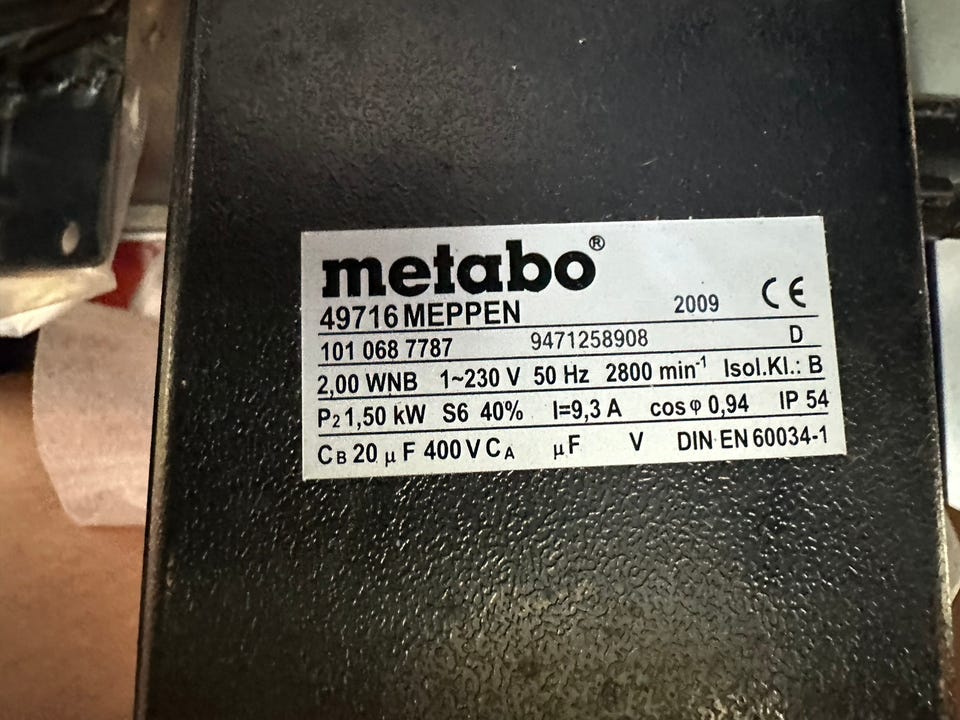 metabo®
49716 MEPPEN 2009 CE
101 068 7787 9471258908 D
2,00 WNB 1~230 V 50 Hz 2800 min⁻¹ Isol.Kl.: B
P₂ 1,50 kW S6 40% I=9,3 A cos φ 0,94 IP 54
CB 20 µF 400 V CA µF V DIN EN 60034-1